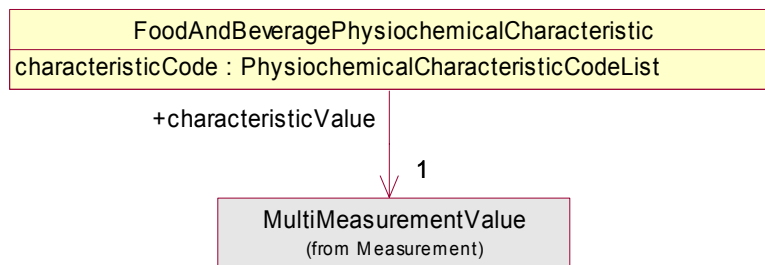 FoodAndBeveragePhysiochemicalCharacteristic
characteristicCode : PhysiochemicalCharacteristicCodeList
+characteristicValue
1
MultiMeasurementValue
(from Measurement)